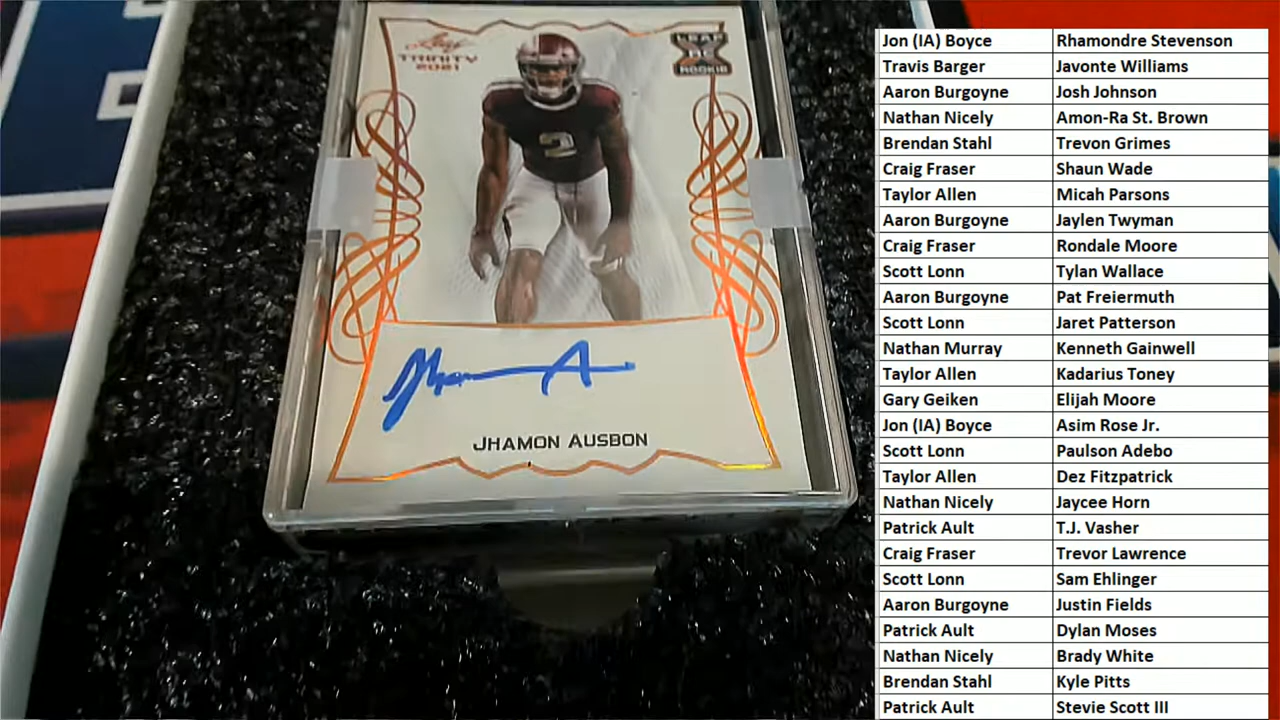 Leaf
TRINITY
2021
LEAF
ROOKIE
2
JHAMON AUSBON
Jon (IA) Boyce Rhamondre Stevenson
Travis Barger Javonte Williams
Aaron Burgoyne Josh Johnson
Nathan Nicely Amon-Ra St. Brown
Brendan Stahl Trevon Grimes
Craig Fraser Shaun Wade
Taylor Allen Micah Parsons
Aaron Burgoyne Jaylen Twyman
Craig Fraser Rondale Moore
Scott Lonn Tylan Wallace
Aaron Burgoyne Pat Freiermuth
Scott Lonn Jaret Patterson
Nathan Murray Kenneth Gainwell
Taylor Allen Kadarius Toney
Gary Geiken Elijah Moore
Jon (IA) Boyce Asim Rose Jr.
Scott Lonn Paulson Adebo
Taylor Allen Dez Fitzpatrick
Nathan Nicely Jaycee Horn
Patrick Ault T.J. Vasher
Craig Fraser Trevor Lawrence
Scott Lonn Sam Ehlinger
Aaron Burgoyne Justin Fields
Patrick Ault Dylan Moses
Nathan Nicely Brady White
Brendan Stahl Kyle Pitts
Patrick Ault Stevie Scott III